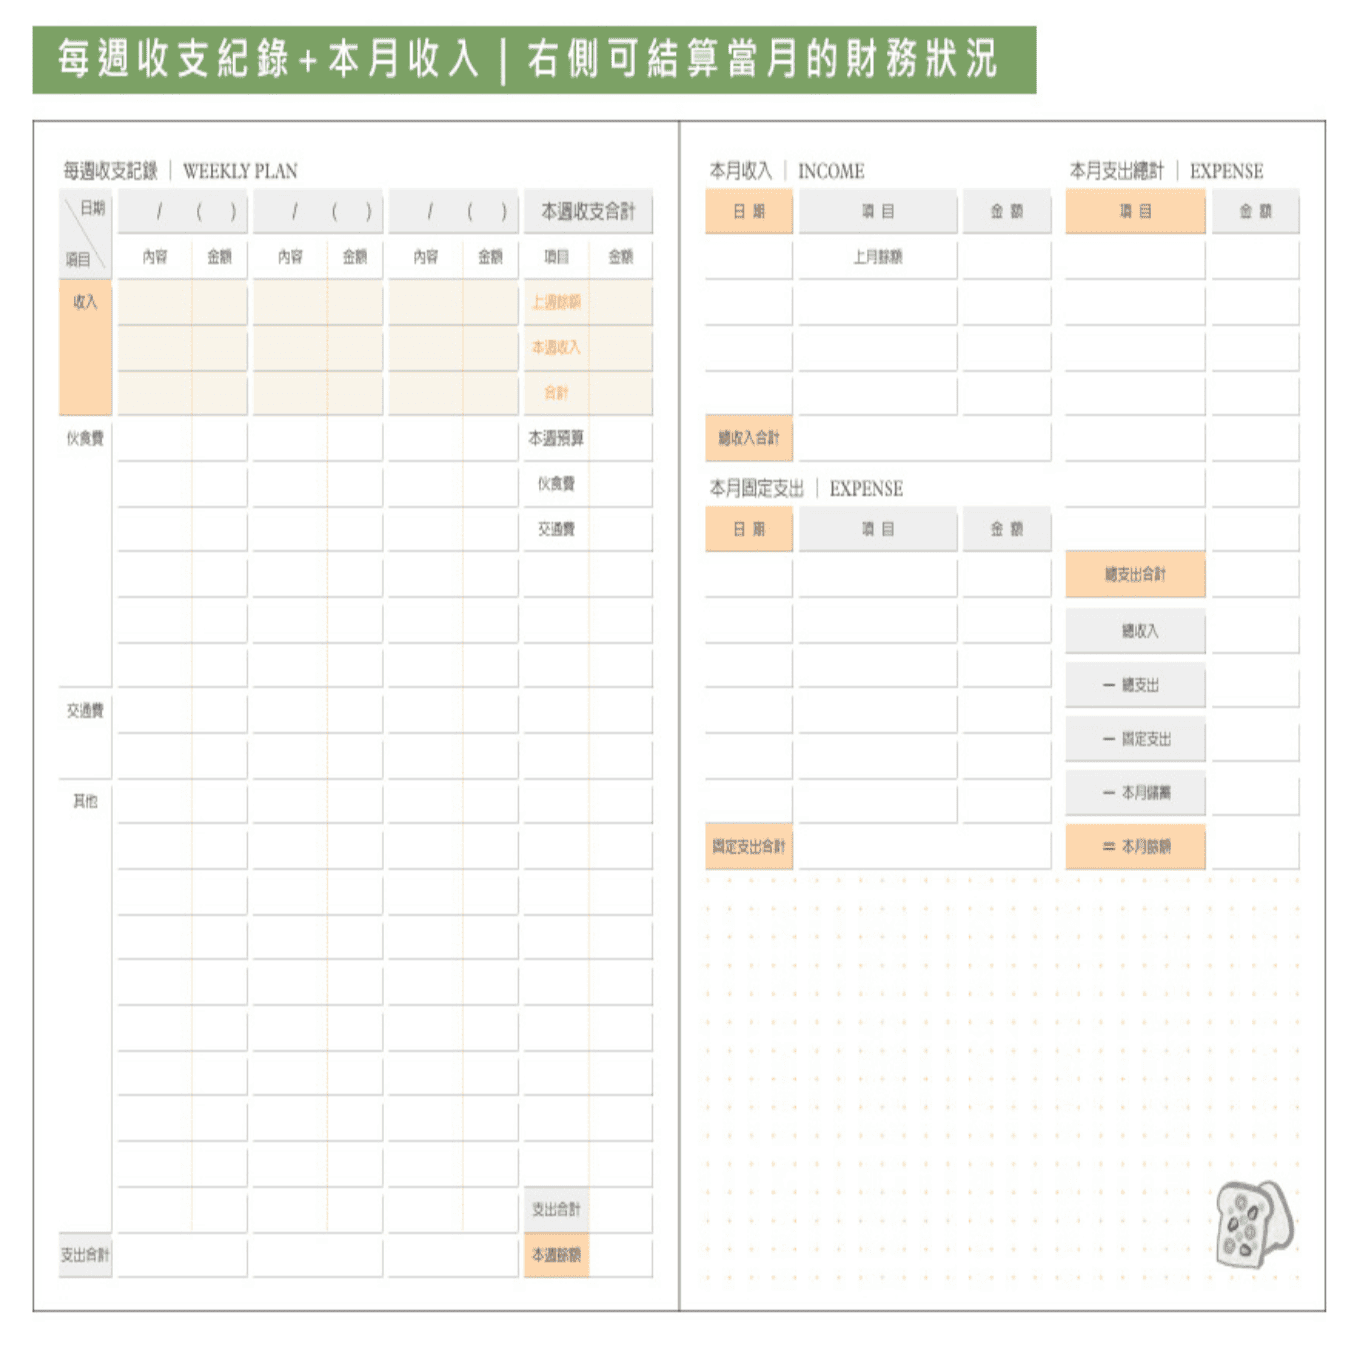 每週收支紀錄+本月收入｜右側可結算當月的財務狀況
每週收支記錄｜WEEKLY PLAN
日期 / ( ) / ( ) / ( ) 本週收支合計
項目 內容 金額 內容 金額 內容 金額 項目 金額
收入 上週餘額
本週收入
合計
伙食費 本週預算
伙食費
交通費
交通費
其他
支出合計
支出合計 本週餘額
本月收入｜INCOME
日期 項目 金額
上月餘額
總收入合計
本月固定支出｜EXPENSE
日期 項目 金額
固定支出合計
本月支出總計｜EXPENSE
項目 金額
總支出合計
總收入
－ 總支出
－ 固定支出
－ 本月儲蓄
＝ 本月餘額